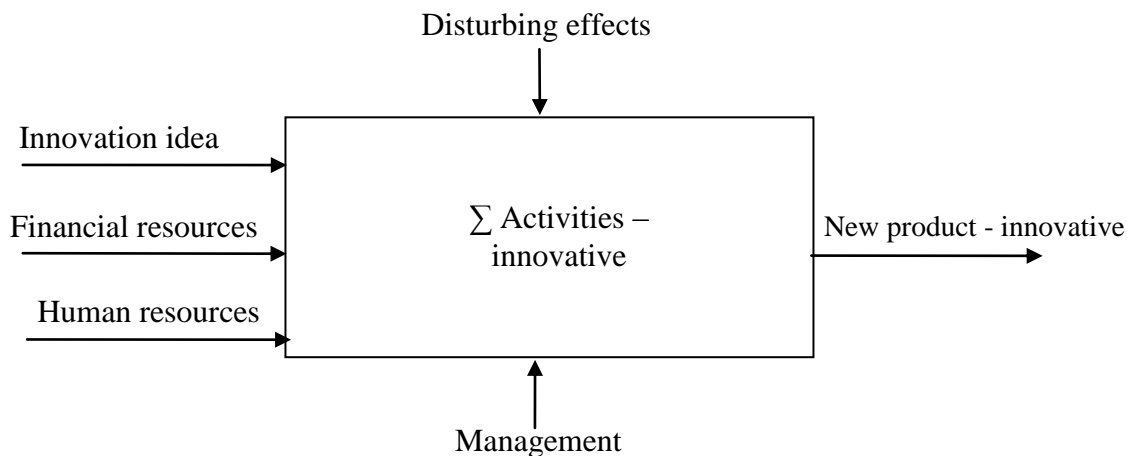 Disturbing effects
Innovation idea
Financial resources
Human resources
∑ Activities –
innovative
New product - innovative
Management